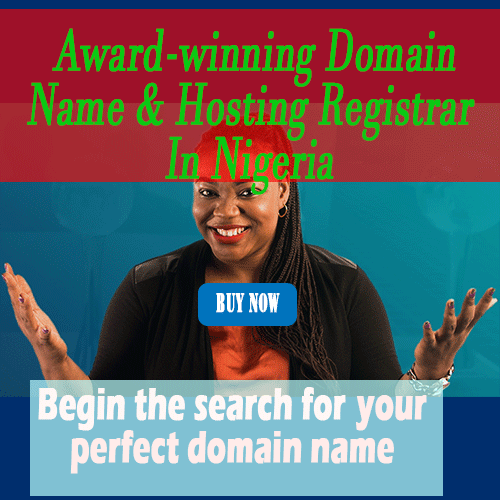 Award-winning Domain
Name & Hosting Registrar
In Nigeria
BUY NOW
Begin the search for your
perfect domain name